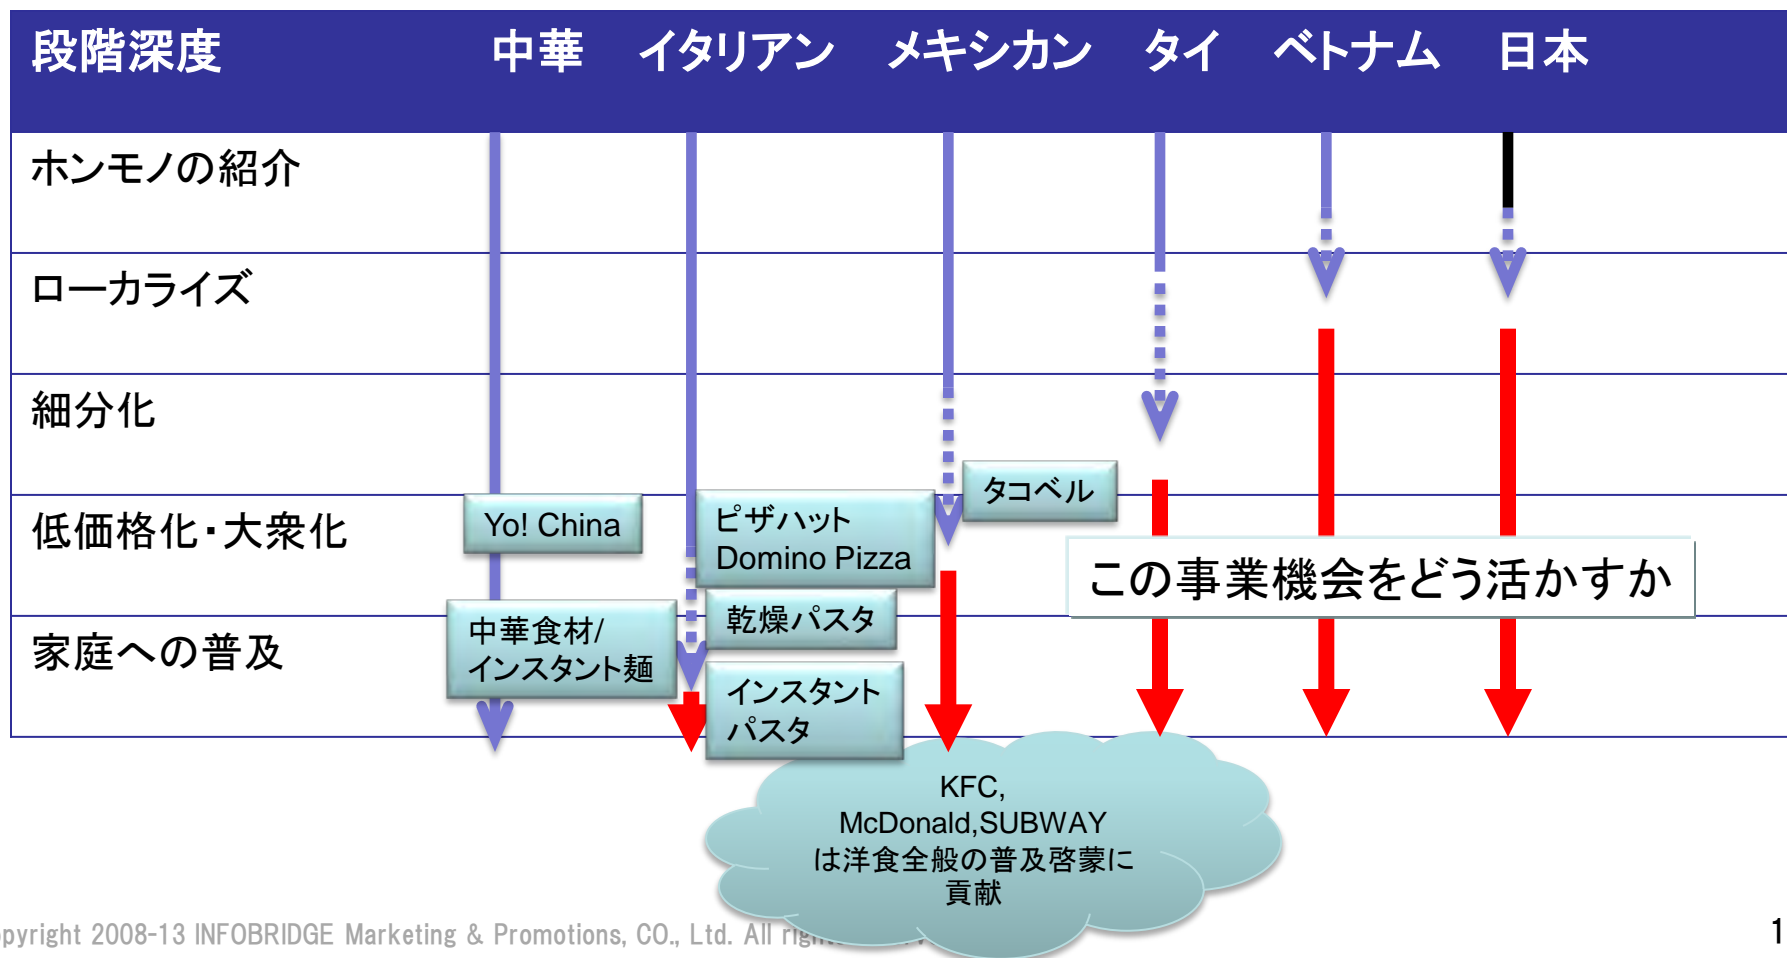 段階深度 中華 イタリアン メキシカン タイ ベトナム 日本
ホンモノの紹介
ローカライズ
細分化
タコベル
低価格化・大衆化
Yo! China
ピザハット
Domino Pizza
この事業機会をどう活かすか
家庭への普及
中華食材/
インスタント麺
乾燥パスタ
インスタント
パスタ
KFC,
McDonald,SUBWAY
は洋食全般の普及啓蒙に
貢献
pyright 2008-13 INFOBRIDGE Marketing & Promotions, CO., Ltd. All
1